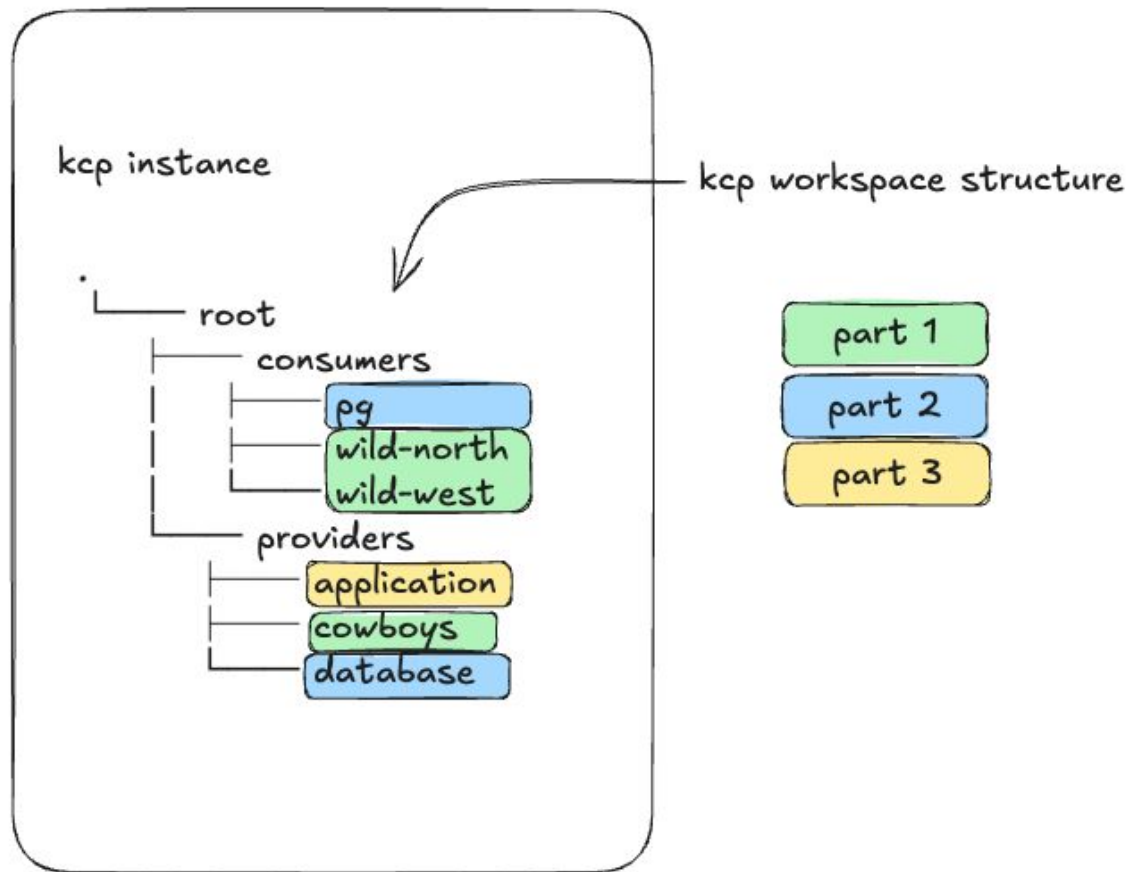 kcp instance
kcp workspace structure
.
root
consumers
pg
wild-north
wild-west
providers
application
cowboys
database
part 1
part 2
part 3